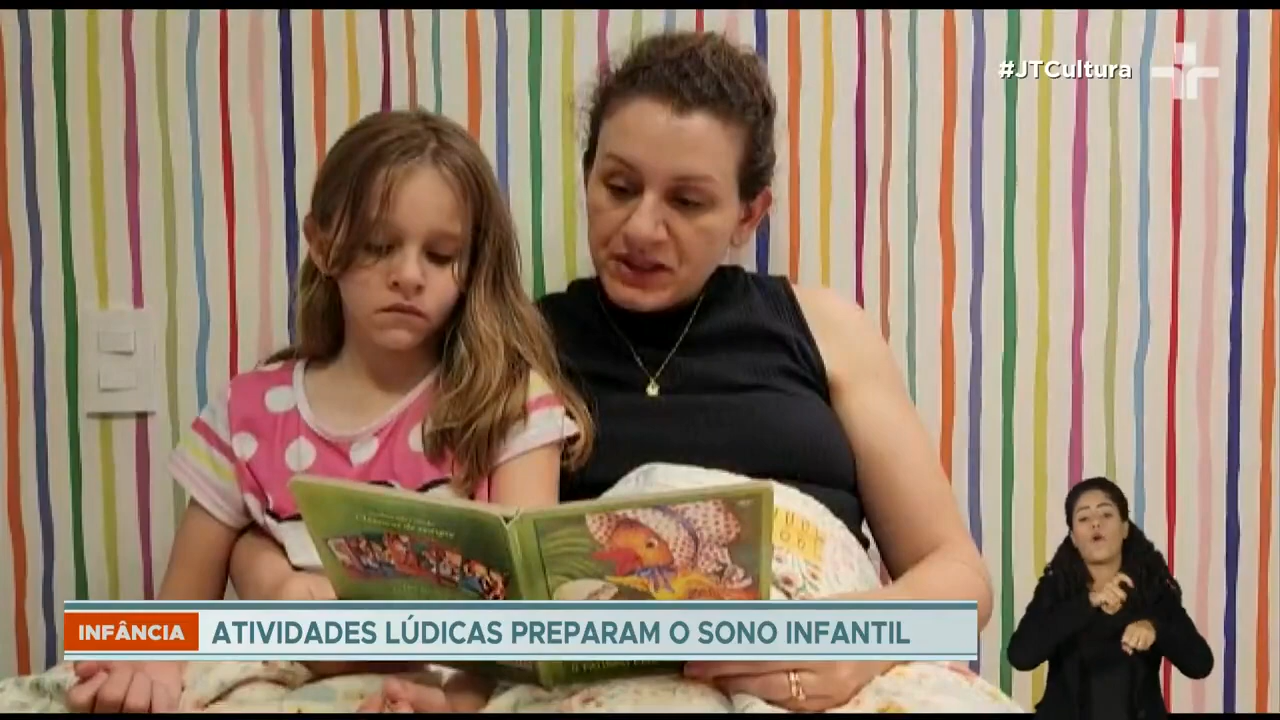 #JTCultura
INFÂNCIA
ATIVIDADES LÚDICAS PREPARAM O SONO INFANTIL